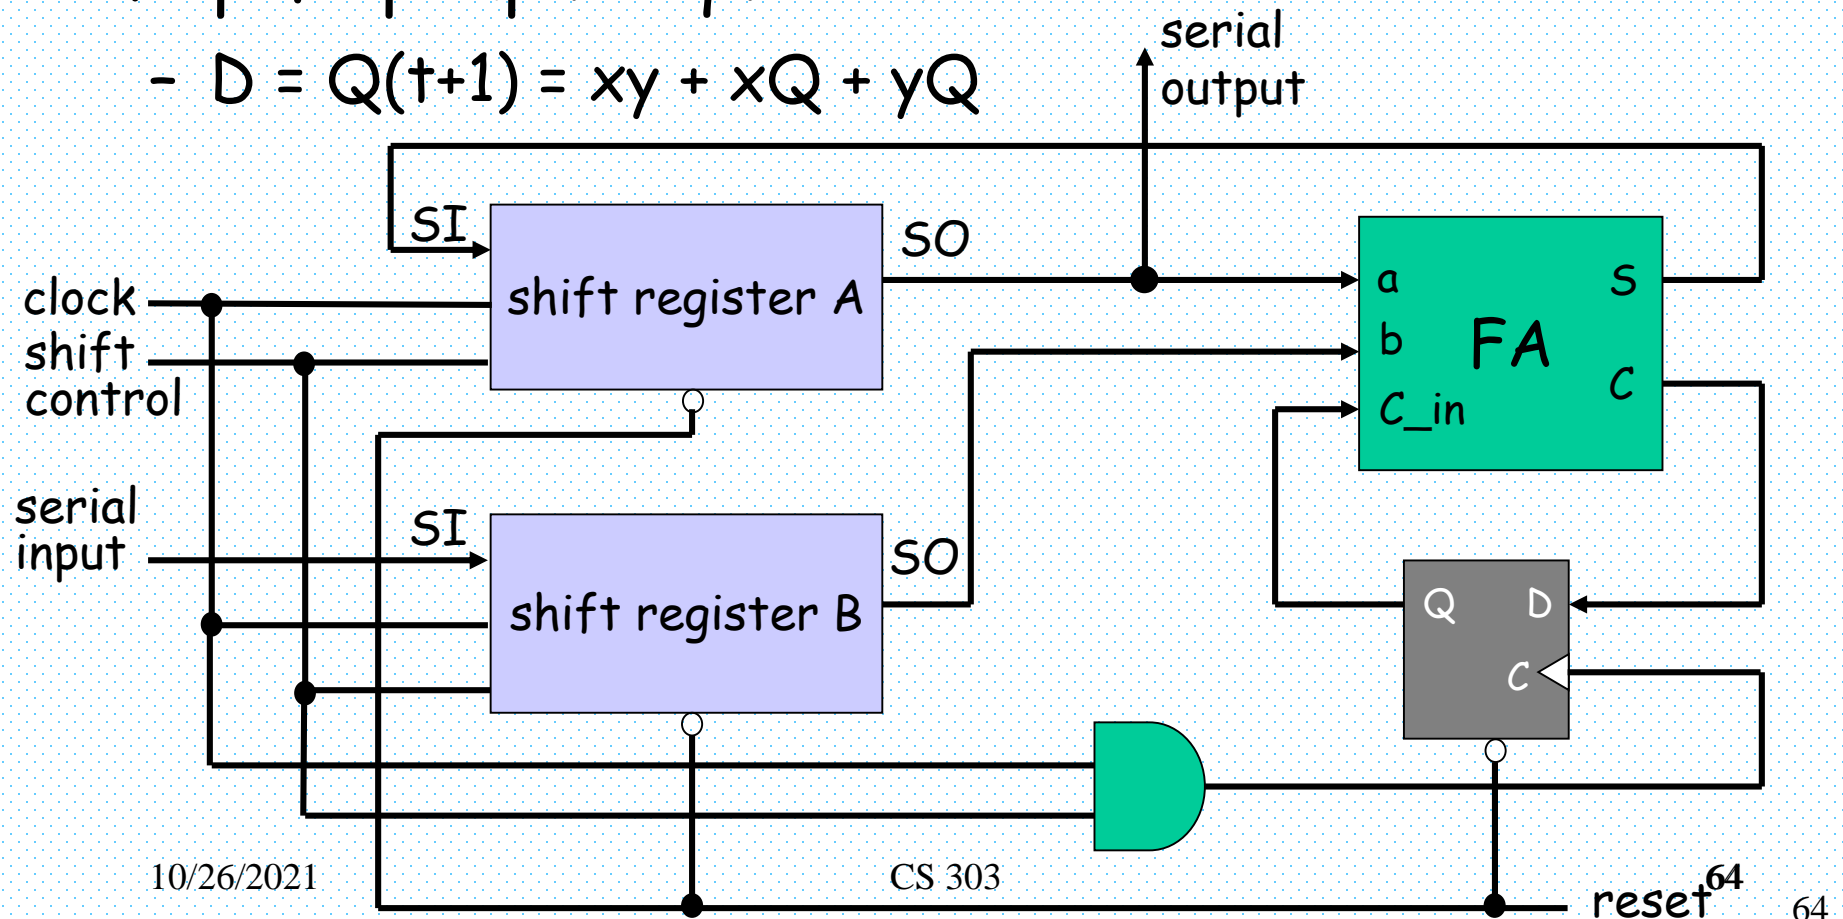 - D = Q(t+1) = xy + xQ + yQ
serial
output
SI
shift register A
SO
clock
shift
control
a
b
C_in
FA
S
C
serial
input
SI
shift register B
SO
Q
D
C
10/26/2021
CS 303
64
reset
64